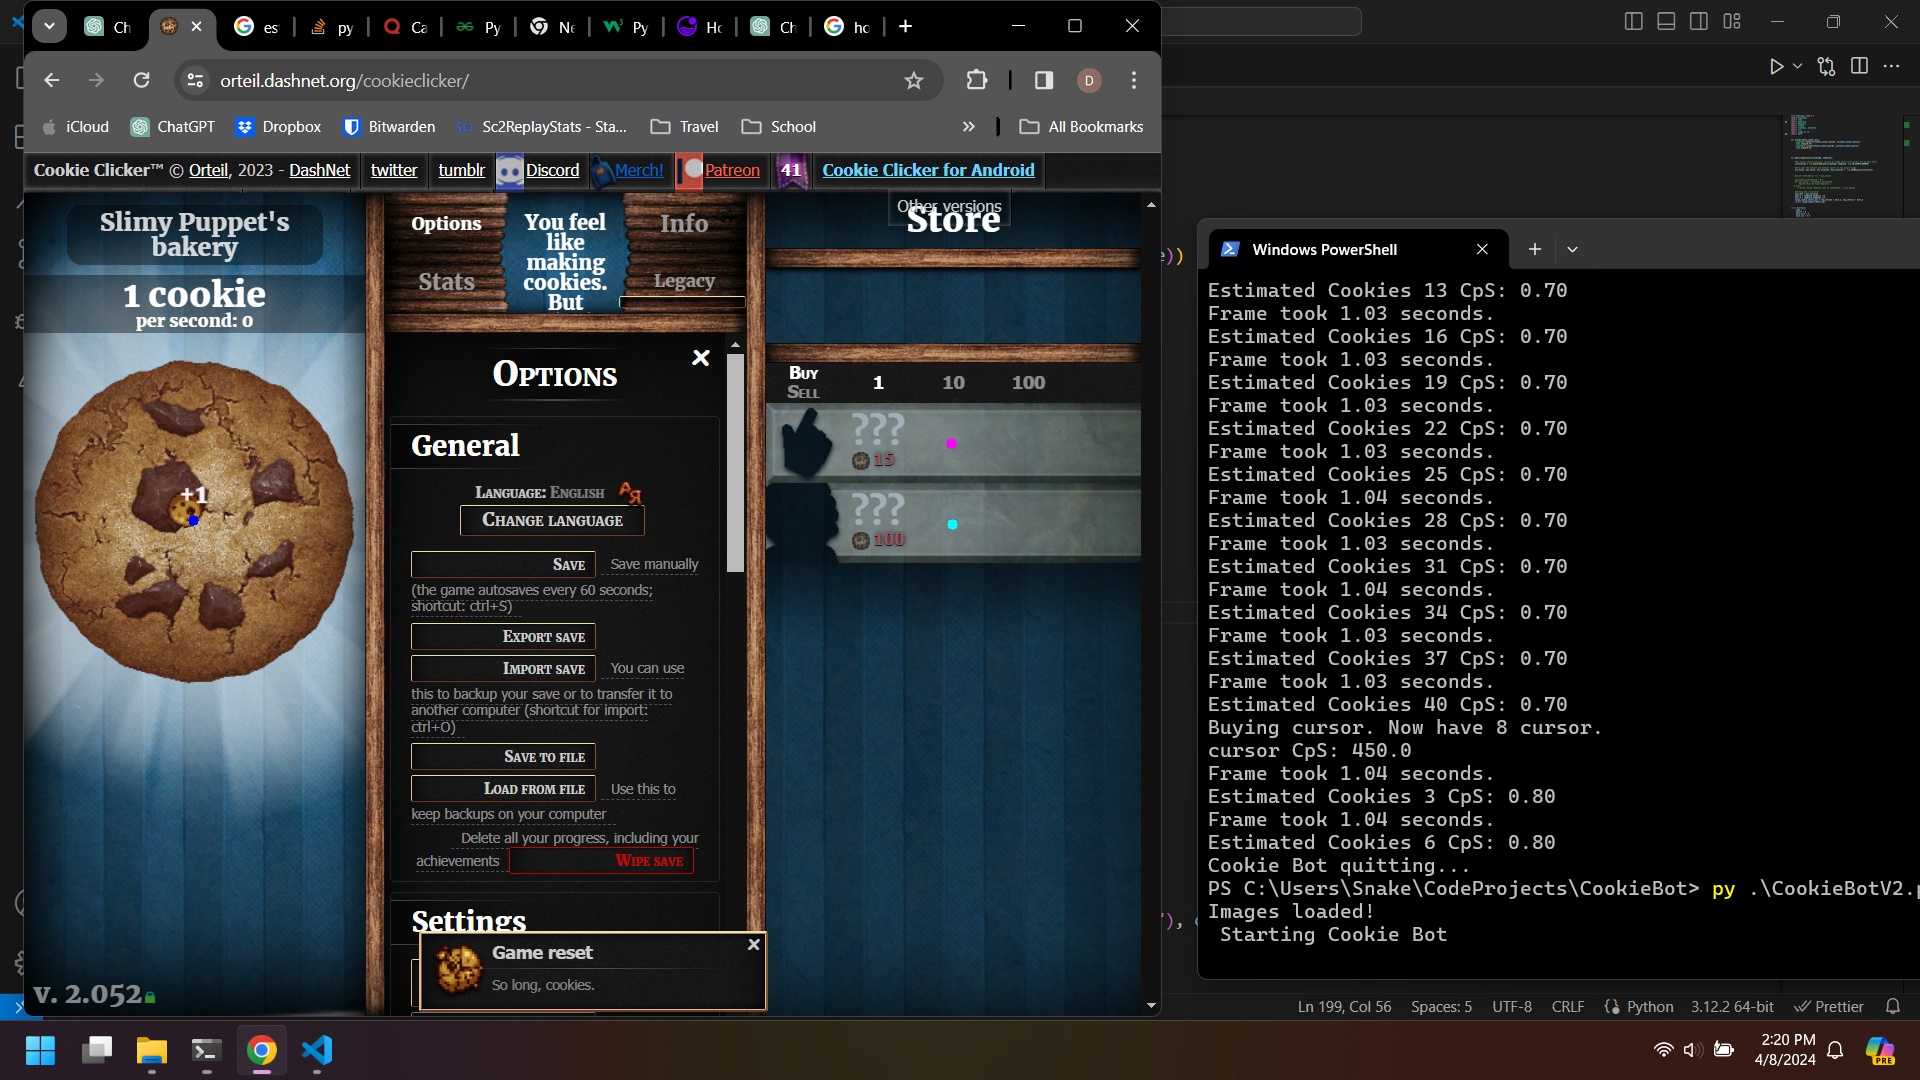 Ch
es
py
Ca
Py
Ne
Py
Ho
Ch
ho
orteil.dashnet.org/cookieclicker/
D
iCloud
ChatGPT
Dropbox
Bitwarden
Sc2ReplayStats - Sta...
Travel
School
»
All Bookmarks
Cookie Clicker™ © Orteil, 2023 - DashNet
twitter
tumblr
Discord
Merch!
Patreon
41
Cookie Clicker for Android
Other versions
Slimy Puppet's
bakery
1 cookie
per second: 0
+1
v. 2.052
Options
Stats
You feel
like
making
cookies.
But
Info
Legacy
Options
General
Language: English
Change language
Save Save manually
(the game autosaves every 60 seconds;
shortcut: ctrl+S)
Export save
Import save You can use
this to backup your save or to transfer it to
another computer (shortcut for import:
ctrl+O)
Save to file
Load from file Use this to
keep backups on your computer
Delete all your progress, including your
achievements Wipe save
Settings
Game reset
So long, cookies.
Store
Buy
Sell
1 10 100
???
15
???
100
Windows PowerShell
Estimated Cookies 13 CpS: 0.70
Frame took 1.03 seconds.
Estimated Cookies 16 CpS: 0.70
Frame took 1.03 seconds.
Estimated Cookies 19 CpS: 0.70
Frame took 1.03 seconds.
Estimated Cookies 22 CpS: 0.70
Frame took 1.03 seconds.
Estimated Cookies 25 CpS: 0.70
Frame took 1.04 seconds.
Estimated Cookies 28 CpS: 0.70
Frame took 1.03 seconds.
Estimated Cookies 31 CpS: 0.70
Frame took 1.04 seconds.
Estimated Cookies 34 CpS: 0.70
Frame took 1.03 seconds.
Estimated Cookies 37 CpS: 0.70
Frame took 1.03 seconds.
Estimated Cookies 40 CpS: 0.70
Buying cursor. Now have 8 cursor.
cursor CpS: 450.0
Frame took 1.04 seconds.
Estimated Cookies 3 CpS: 0.80
Frame took 1.04 seconds.
Estimated Cookies 6 CpS: 0.80
Cookie Bot quitting...
PS C:\Users\Snake\CodeProjects\CookieBot> py .\CookieBotV2.p
Images loaded!
Starting Cookie Bot
Ln 199, Col 56
Spaces: 5
UTF-8
CRLF
Python
3.12.2 64-bit
Prettier
2:20 PM
4/8/2024
PRE